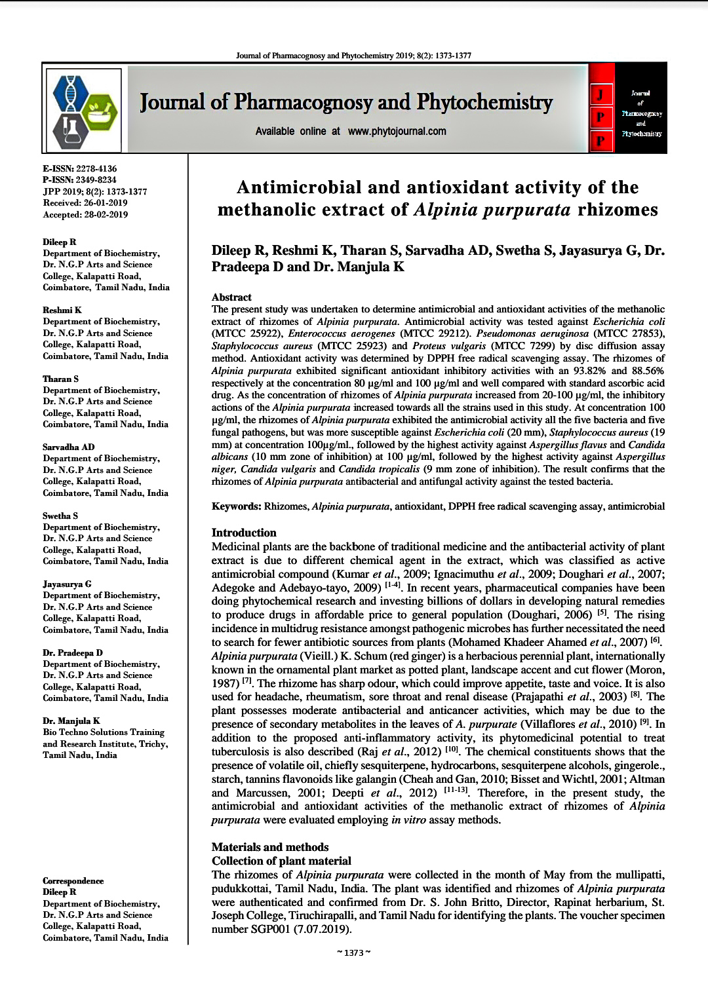 Journal of Pharmacognosy and Phytochemistry 2019; 8(2): 1373-1377
Journal of Pharmacognosy and Phytochemistry
Available online at www.phytojournal.com
J
P
P
Journal
of
Pharmacognosy
and
Phytochemistry
E-ISSN: 2278-4136
P-ISSN: 2349-8234
JPP 2019; 8(2): 1373-1377
Received: 26-01-2019
Accepted: 28-02-2019
Dileep R
Department of Biochemistry,
Dr. N.G.P Arts and Science
College, Kalapatti Road,
Coimbatore, Tamil Nadu, India
Reshmi K
Department of Biochemistry,
Dr. N.G.P Arts and Science
College, Kalapatti Road,
Coimbatore, Tamil Nadu, India
Tharan S
Department of Biochemistry,
Dr. N.G.P Arts and Science
College, Kalapatti Road,
Coimbatore, Tamil Nadu, India
Sarvadha AD
Department of Biochemistry,
Dr. N.G.P Arts and Science
College, Kalapatti Road,
Coimbatore, Tamil Nadu, India
Swetha S
Department of Biochemistry,
Dr. N.G.P Arts and Science
College, Kalapatti Road,
Coimbatore, Tamil Nadu, India
Jayasurya G
Department of Biochemistry,
Dr. N.G.P Arts and Science
College, Kalapatti Road,
Coimbatore, Tamil Nadu, India
Dr. Pradeepa D
Department of Biochemistry,
Dr. N.G.P Arts and Science
College, Kalapatti Road,
Coimbatore, Tamil Nadu, India
Dr. Manjula K
Bio Techno Solutions Training
and Research Institute, Trichy,
Tamil Nadu, India
Correspondence
Dileep R
Department of Biochemistry,
Dr. N.G.P Arts and Science
College, Kalapatti Road,
Coimbatore, Tamil Nadu, India
Antimicrobial and antioxidant activity of the
methanolic extract of Alpinia purpurata rhizomes
Dileep R, Reshmi K, Tharan S, Sarvadha AD, Swetha S, Jayasurya G, Dr.
Pradeepa D and Dr. Manjula K
Abstract
The present study was undertaken to determine antimicrobial and antioxidant activities of the methanolic
extract of rhizomes of Alpinia purpurata. Antimicrobial activity was tested against Escherichia coli
(MTCC 25922), Enterococcus aerogenes (MTCC 29212). Pseudomonas aeruginosa (MTCC 27853),
Staphylococcus aureus (MTCC 25923) and Proteus vulgaris (MTCC 7299) by disc diffusion assay
method. Antioxidant activity was determined by DPPH free radical scavenging assay. The rhizomes of
Alpinia purpurata exhibited significant antioxidant inhibitory activities with an 93.82% and 88.56%
respectively at the concentration 80 µg/ml and 100 µg/ml and well compared with standard ascorbic acid
drug. As the concentration of rhizomes of Alpinia purpurata increased from 20-100 µg/ml, the inhibitory
actions of the Alpinia purpurata increased towards all the strains used in this study. At concentration 100
µg/ml, the rhizomes of Alpinia purpurata exhibited the antimicrobial activity all the five bacteria and five
fungal pathogens, but was more susceptible against Escherichia coli (20 mm), Staphylococcus aureus (19
mm) at concentration 100µg/ml., followed by the highest activity against Aspergillus flavus and Candida
albicans (10 mm zone of inhibition) at 100 µg/ml, followed by the highest activity against Aspergillus
niger, Candida vulgaris and Candida tropicalis (9 mm zone of inhibition). The result confirms that the
rhizomes of Alpinia purpurata antibacterial and antifungal activity against the tested bacteria.
Keywords: Rhizomes, Alpinia purpurata, antioxidant, DPPH free radical scavenging assay, antimicrobial
Introduction
Medicinal plants are the backbone of traditional medicine and the antibacterial activity of plant
extract is due to different chemical agent in the extract, which was classified as active
antimicrobial compound (Kumar et al., 2009; Ignacimuthu et al., 2009; Doughari et al., 2007;
Adegoke and Adebayo-tayo, 2009) [1-4]. In recent years, pharmaceutical companies have been
doing phytochemical research and investing billions of dollars in developing natural remedies
to produce drugs in affordable price to general population (Doughari, 2006) [5]. The rising
incidence in multidrug resistance amongst pathogenic microbes has further necessitated the need
to search for fewer antibiotic sources from plants (Mohamed Khadeer Ahamed et al., 2007) [6].
Alpinia purpurata (Vieill.) K. Schum (red ginger) is a herbacious perennial plant, internationally
known in the ornamental plant market as potted plant, landscape accent and cut flower (Moron,
1987) [7]. The rhizome has sharp odour, which could improve appetite, taste and voice. It is also
used for headache, rheumatism, sore throat and renal disease (Prajapathi et al., 2003) [8]. The
plant possesses moderate antibacterial and anticancer activities, which may be due to the
presence of secondary metabolites in the leaves of A. purpurate (Villaflores et al., 2010) [9]. In
addition to the proposed anti-inflammatory activity, its phytomedicinal potential to treat
tuberculosis is also described (Raj et al., 2012) [10]. The chemical constituents shows that the
presence of volatile oil, chiefly sesquiterpene, hydrocarbons, sesquiterpene alcohols, gingerole.,
starch, tannins flavonoids like galangin (Cheah and Gan, 2010; Bisset and Wichtl, 2001; Altman
and Marcussen, 2001; Deepti et al., 2012) [11-13]. Therefore, in the present study, the
antimicrobial and antioxidant activities of the methanolic extract of rhizomes of Alpinia
purpurata were evaluated employing in vitro assay methods.
Materials and methods
Collection of plant material
The rhizomes of Alpinia purpurata were collected in the month of May from the mullipatti,
pudukkottai, Tamil Nadu, India. The plant was identified and rhizomes of Alpinia purpurata
were authenticated and confirmed from Dr. S. John Britto, Director, Rapinat herbarium, St.
Joseph College, Tiruchirapalli, and Tamil Nadu for identifying the plants. The voucher specimen
number SGP001 (7.07.2019).
~ 1373 ~